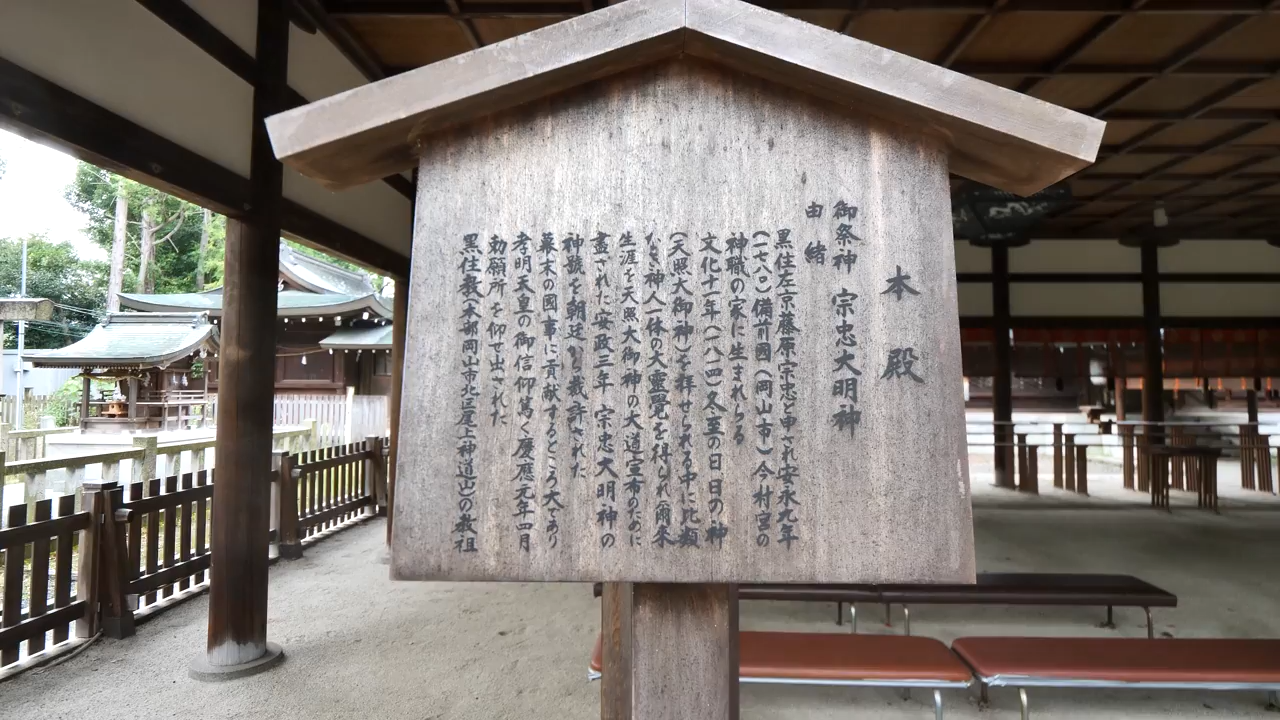 本殿
御祭神 宗忠大明神
由緒
黒住左京藤原宗忠と申され安永九年
(一七八〇)備前國(岡山市)今村宮の
神職の家に生まれらる
文化十一年(一八一四)冬至の日 日の神
(天照大御神)を拝せられる中に比類
なき神人一体の大靈覺を得られ爾来
生涯を天照大御神の大道宣布のために
盡された安政三年 宗忠大明神の
神號を朝廷から裁許された
幕末の國事に貢献するところ大であり
孝明天皇の御信仰篤く慶應元年四月
勅願所を仰せ出された
黒住教(本部岡山市北区尾上神道山)の教祖